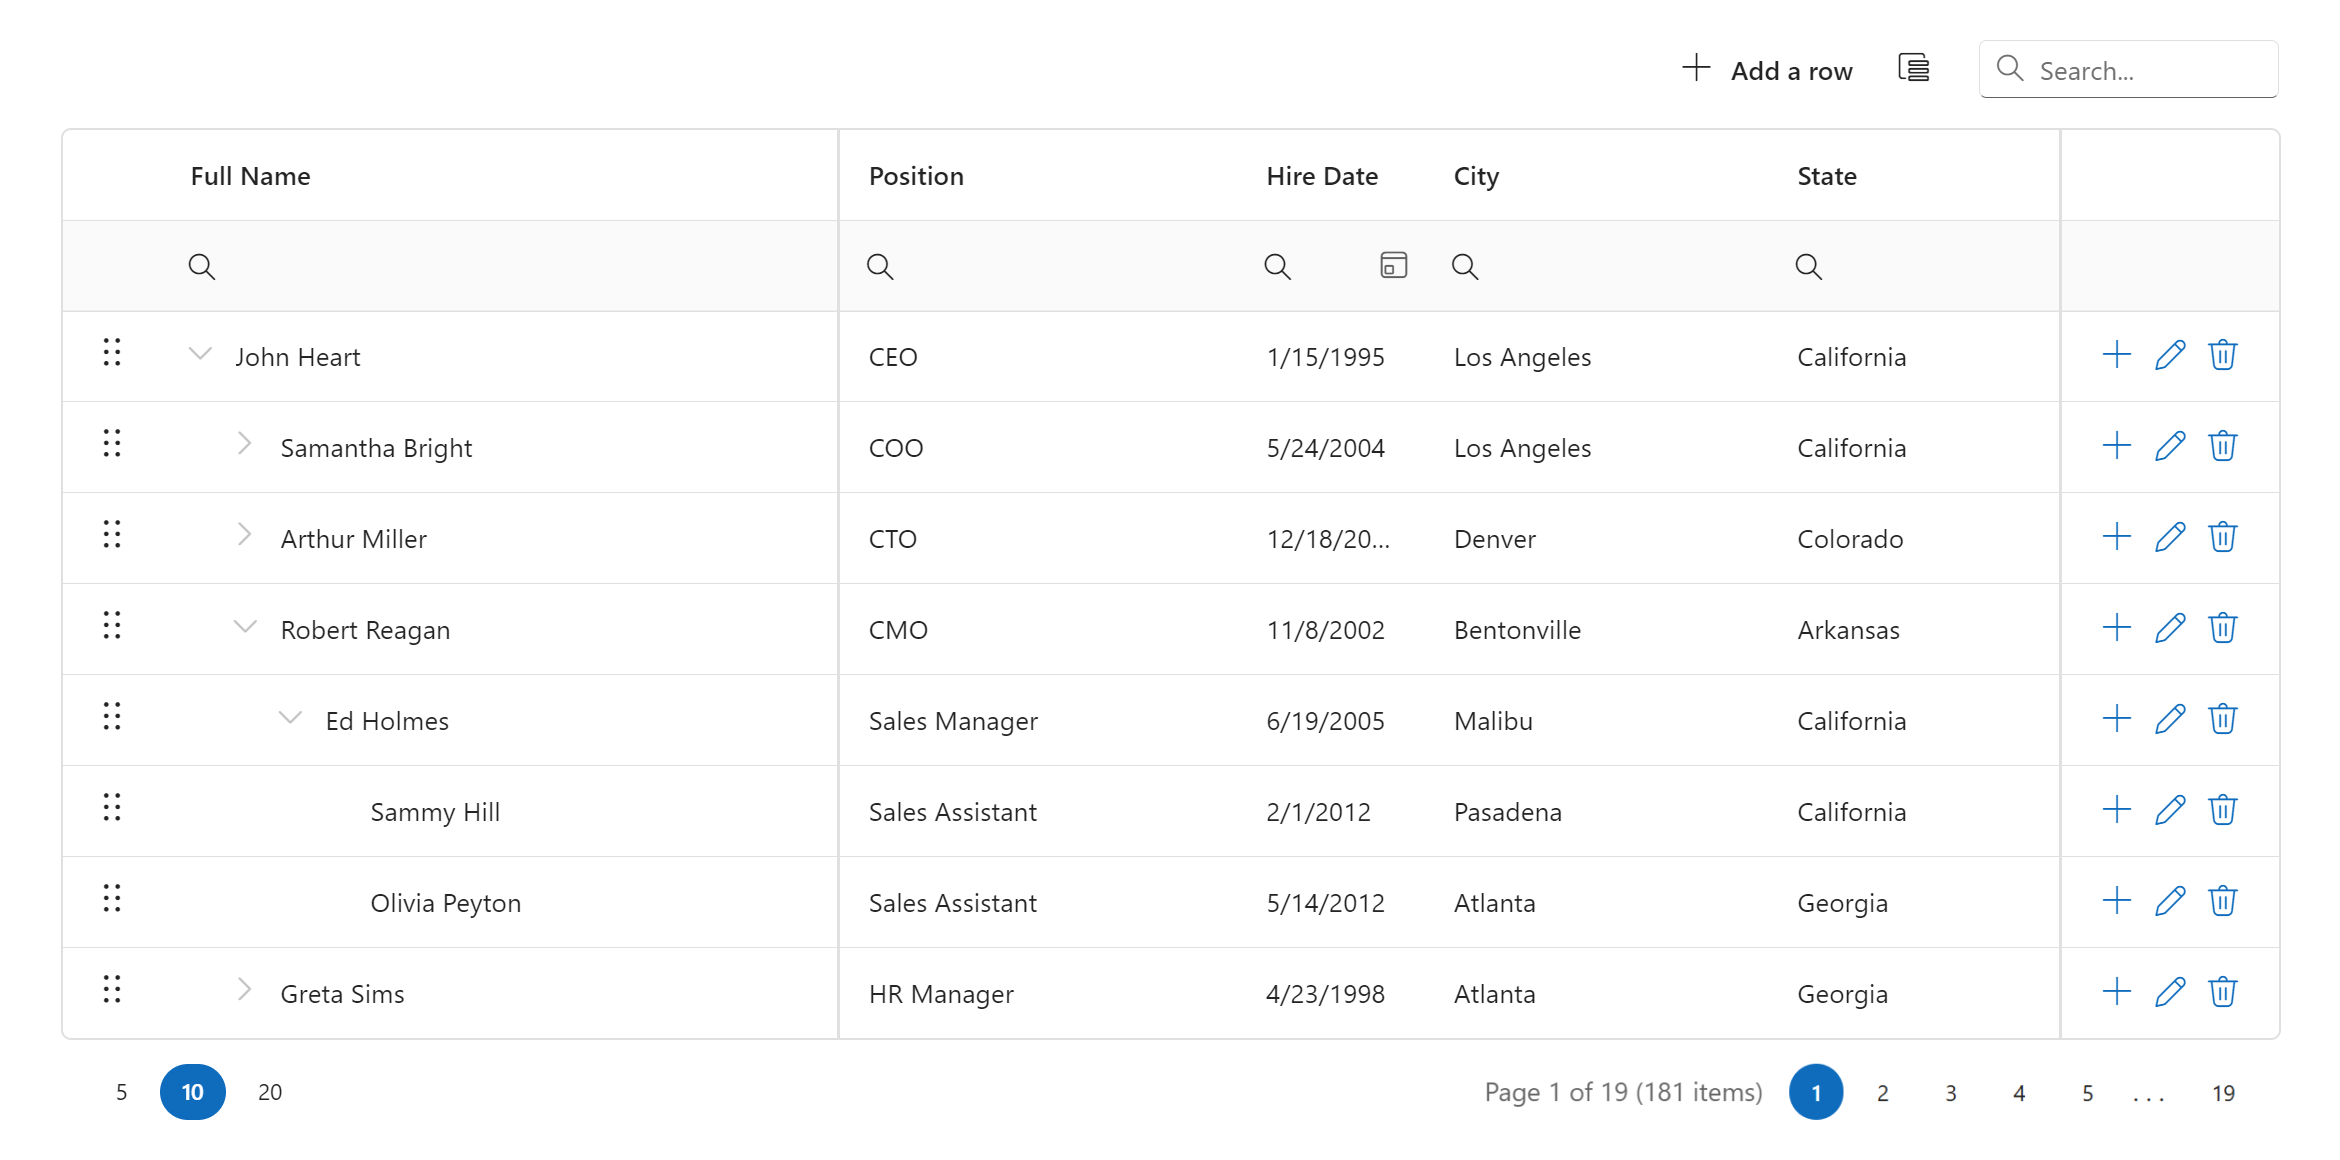 Add a row Search...
Full Name Position Hire Date City State
John Heart CEO 1/15/1995 Los Angeles California
Samantha Bright COO 5/24/2004 Los Angeles California
Arthur Miller CTO 12/18/20... Denver Colorado
Robert Reagan CMO 11/8/2002 Bentonville Arkansas
Ed Holmes Sales Manager 6/19/2005 Malibu California
Sammy Hill Sales Assistant 2/1/2012 Pasadena California
Olivia Peyton Sales Assistant 5/14/2012 Atlanta Georgia
Greta Sims HR Manager 4/23/1998 Atlanta Georgia
5 10 20 Page 1 of 19 (181 items) 1 2 3 4 5 ... 19